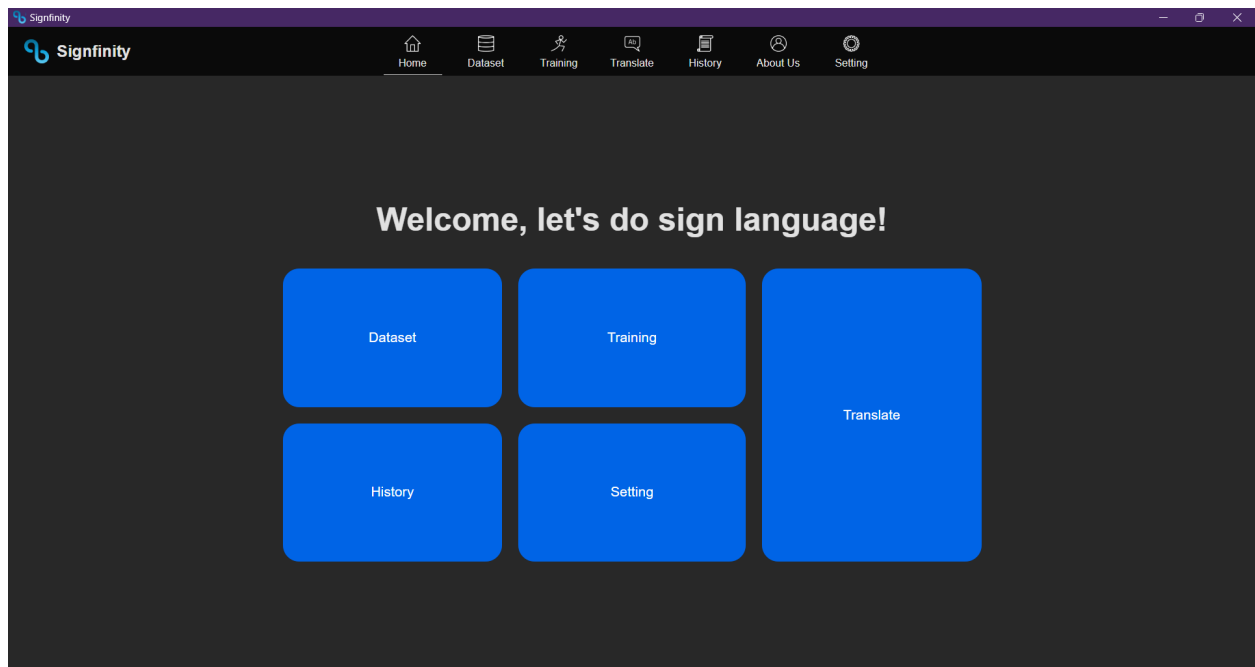 Signfinity
Signfinity
Home Dataset Training Translate History About Us Setting
Welcome, let's do sign language!
Dataset Training
Translate
History Setting